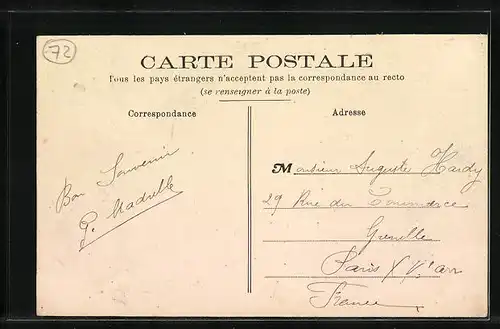 72
CARTE POSTALE
Tous les pays étrangers n'acceptent pas la correspondance au recto
(se renseigner à la poste)
Correspondance
Adresse
Bon Souvenir
G.
Monsieur Auguste Hardy
29 Rue du Commerce
Grenelle
Paris XVe arr
France